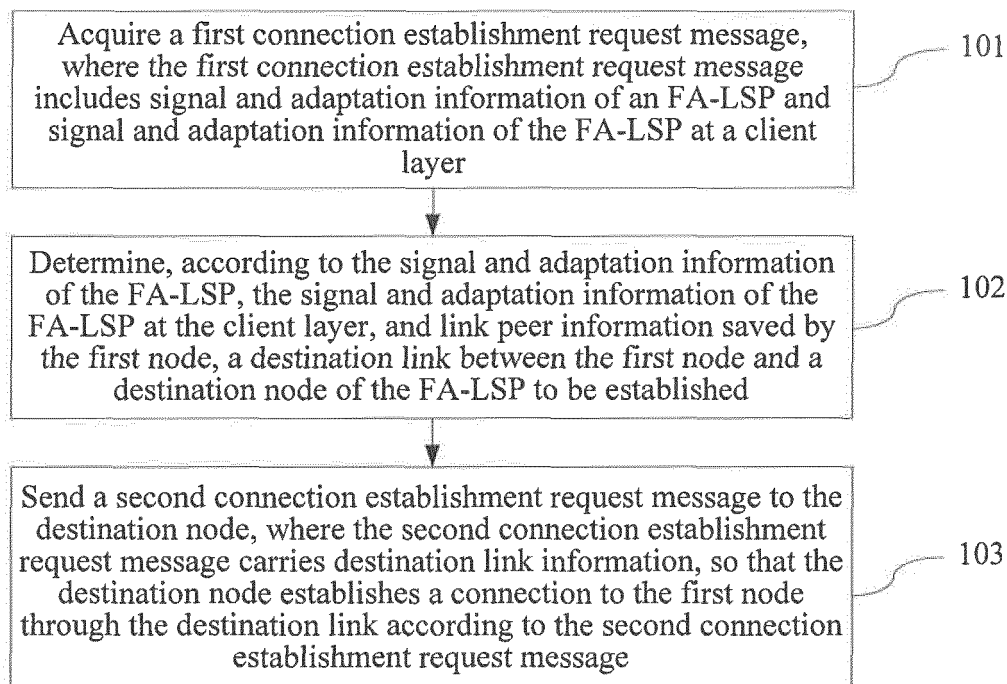 Acquire a first connection establishment request message,
where the first connection establishment request message
includes signal and adaptation information of an FA-LSP and
signal and adaptation information of the FA-LSP at a client
layer
101
Determine, according to the signal and adaptation information
of the FA-LSP, the signal and adaptation information of the
FA-LSP at the client layer, and link peer information saved by
the first node, a destination link between the first node and a
destination node of the FA-LSP to be established
102
Send a second connection establishment request message to the
destination node, where the second connection establishment
request message carries destination link information, so that the
destination node establishes a connection to the first node
through the destination link according to the second connection
establishment request message
103